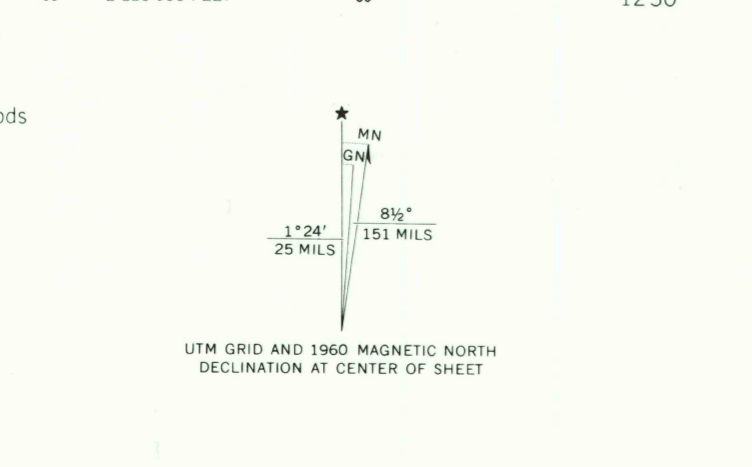 ods
MN
GN
8½°
1°24'
151 MILS
25 MILS
UTM GRID AND 1960 MAGNETIC NORTH
DECLINATION AT CENTER OF SHEET